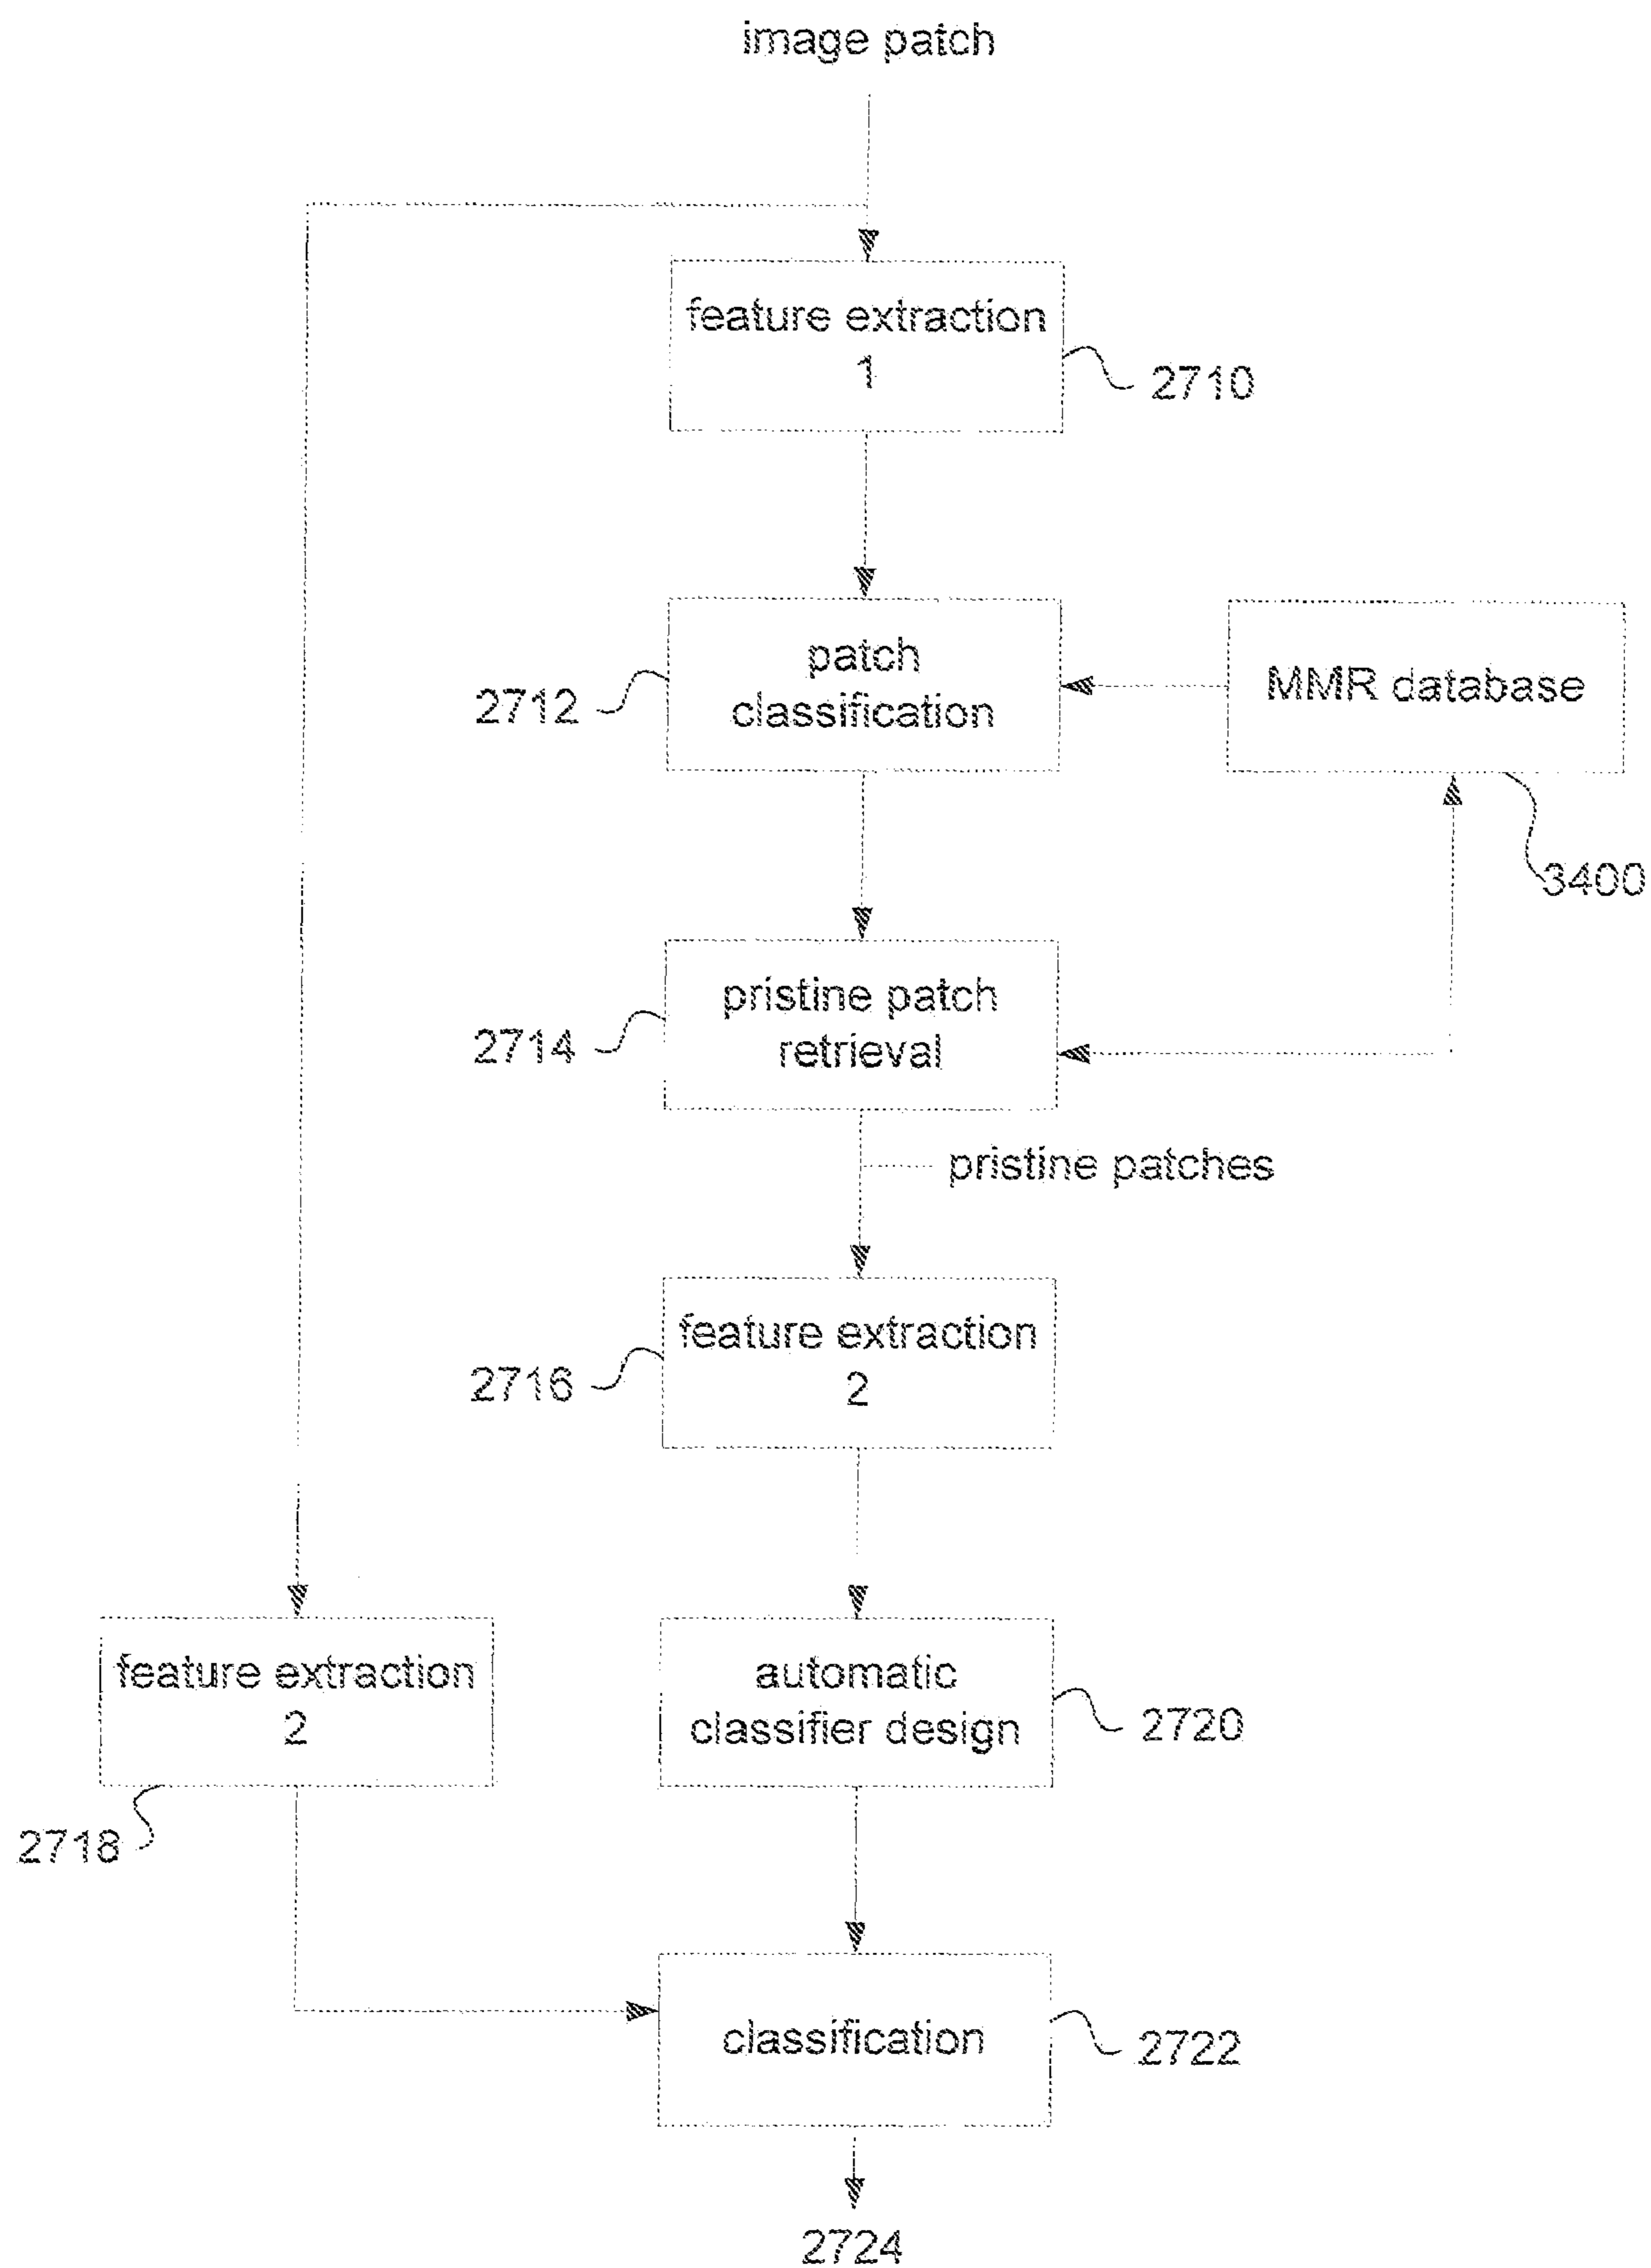 image patch
feature extraction
1
2710
patch
classification
2712
MMR database
3400
pristine patch
retrieval
2714
pristine patches
feature extraction
2
2716
feature extraction
2
2718
automatic
classifier design
2720
classification
2722
2724